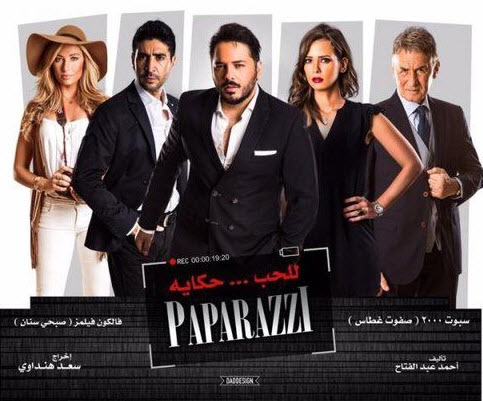 REC 00:00:19:20
للحب ... حكايه
PAPARAZZI
سبوت ٢٠٠٠ ( صفوت غطاس )
فالكون فيلمز ( صبحي سنان )
تأليف
أحمد عبد الفتاح
إخراج
سعد هنداوي
DADDESIGN